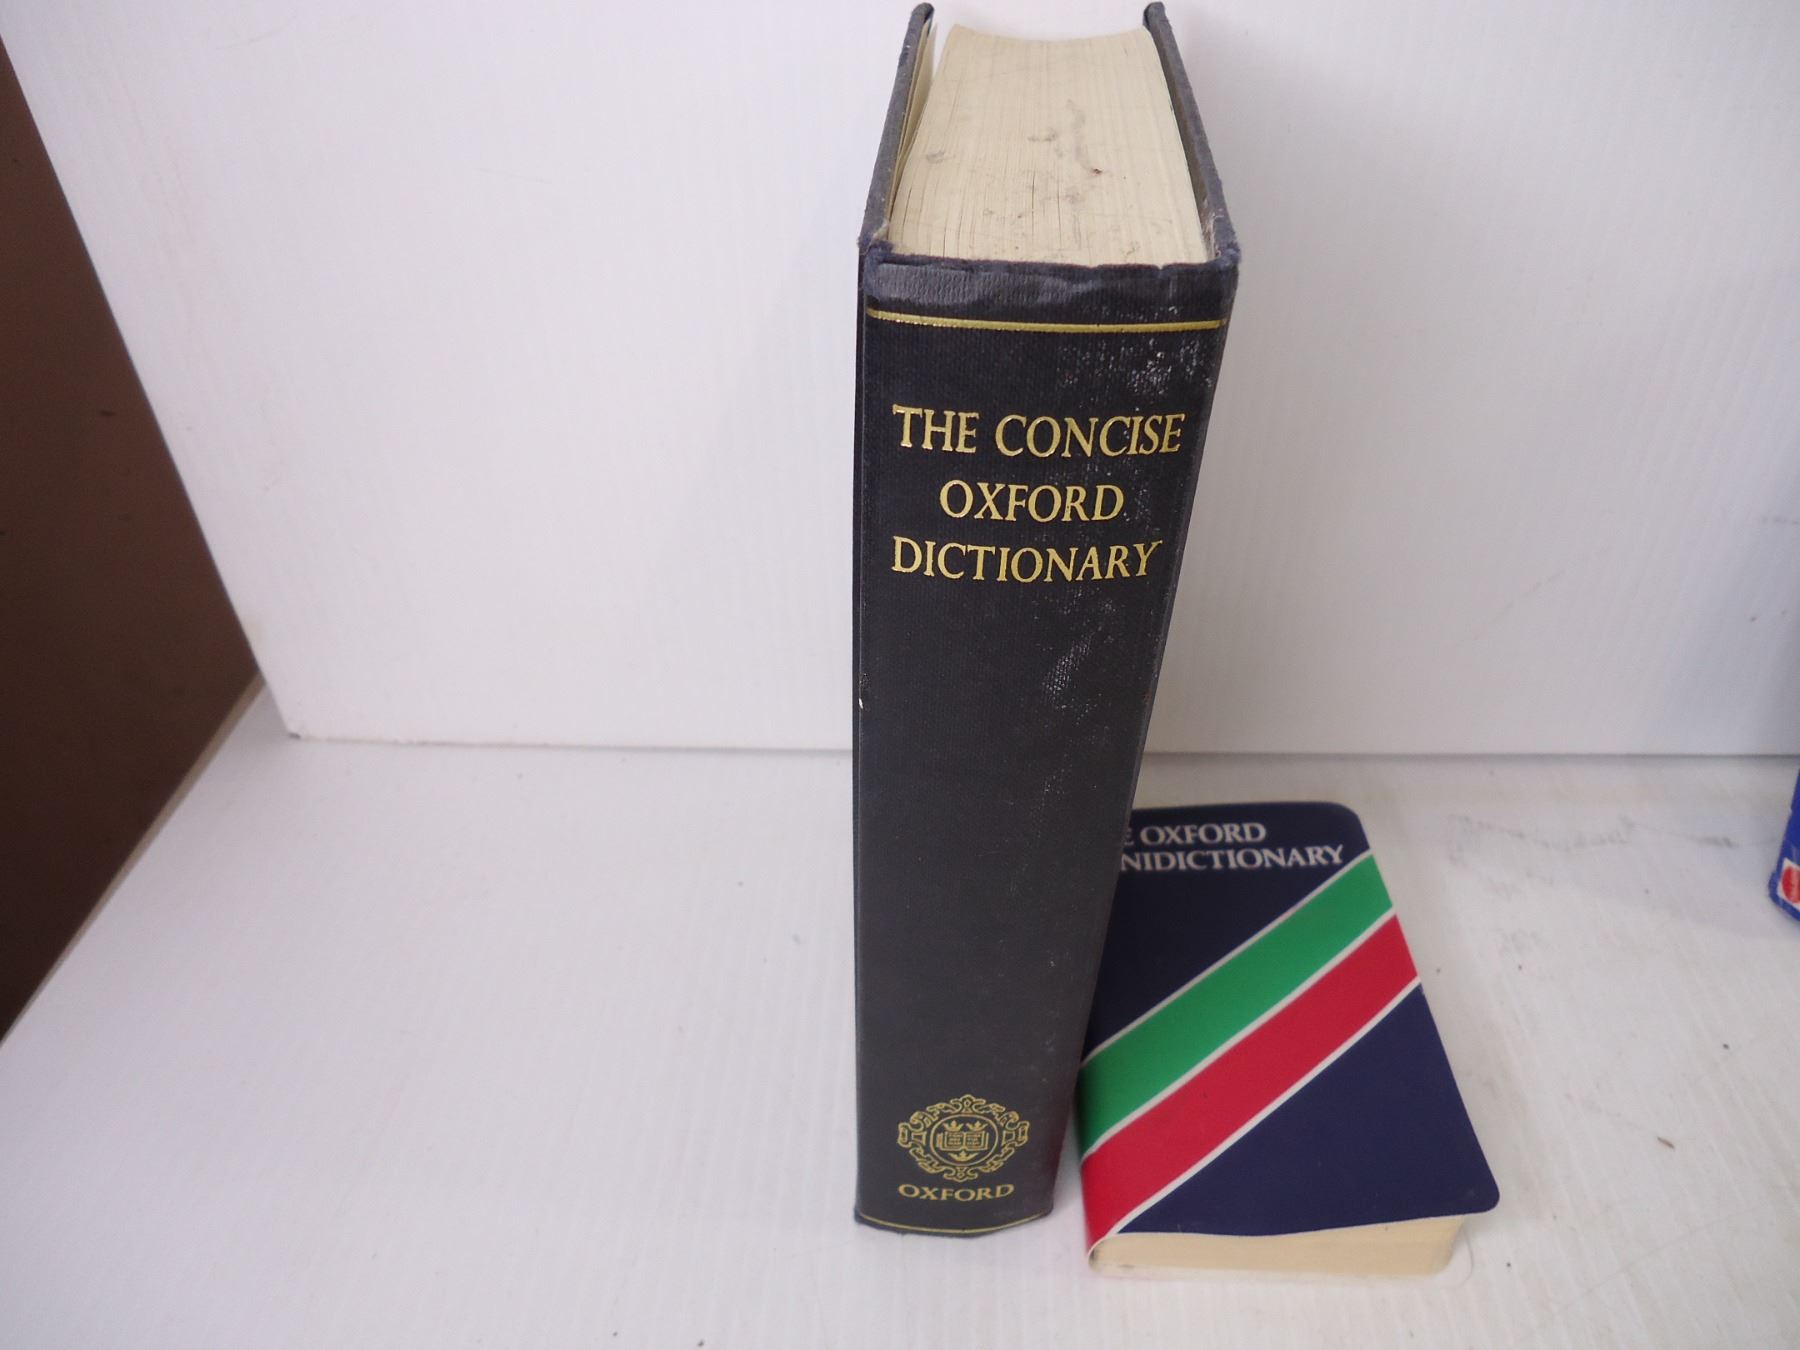 THE CONCISE
OXFORD
DICTIONARY
OXFORD
E OXFORD
NIDICTIONARY